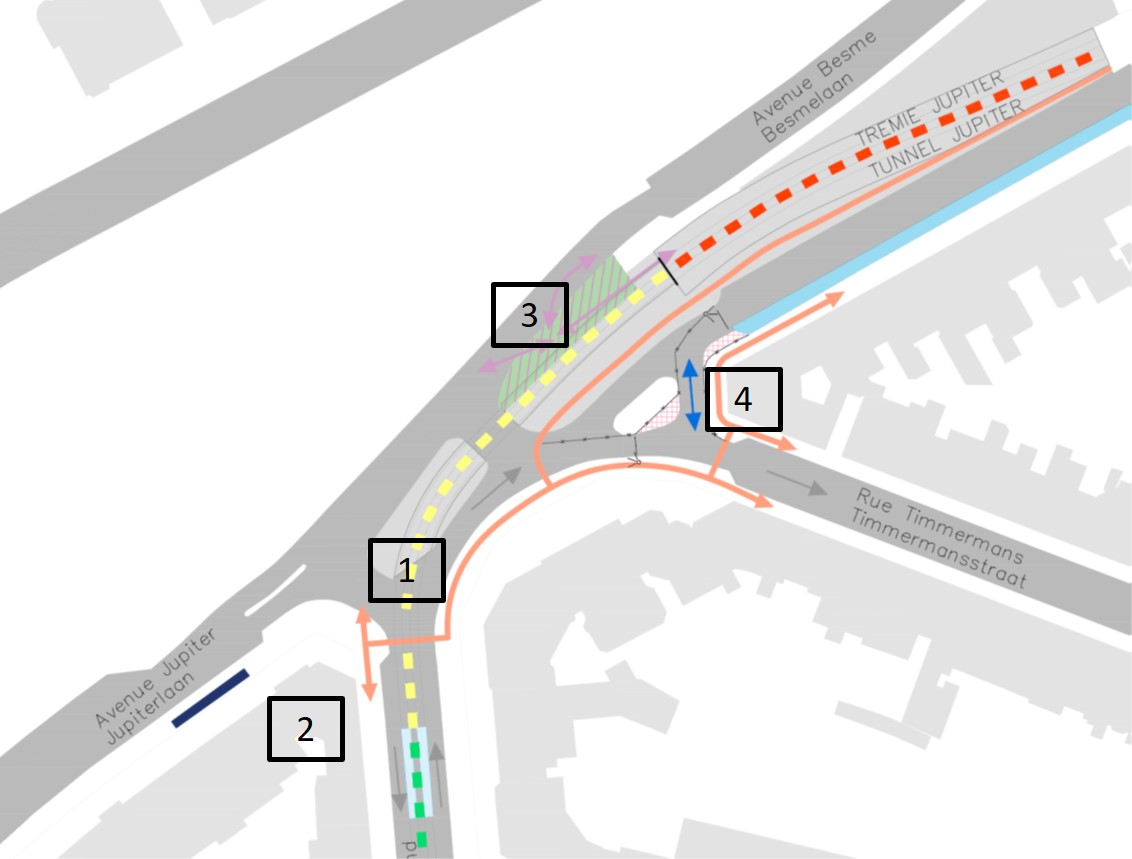 Avenue Besme
Besmelaan
TREMIE JUPITER
TUNNEL JUPITER
3
4
Rue Timmermans
Timmermansstraat
1
Avenue Jupiter
Jupiterlaan
2